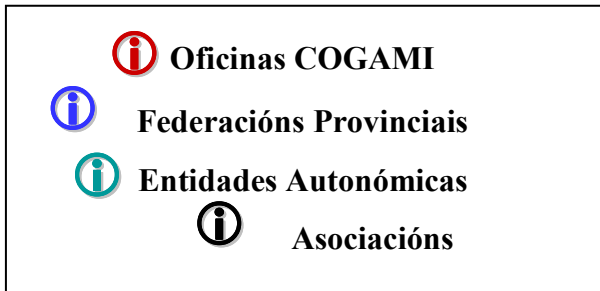 Oficinas COGAMI
Federacións Provinciais
Entidades Autonómicas
Asociacións